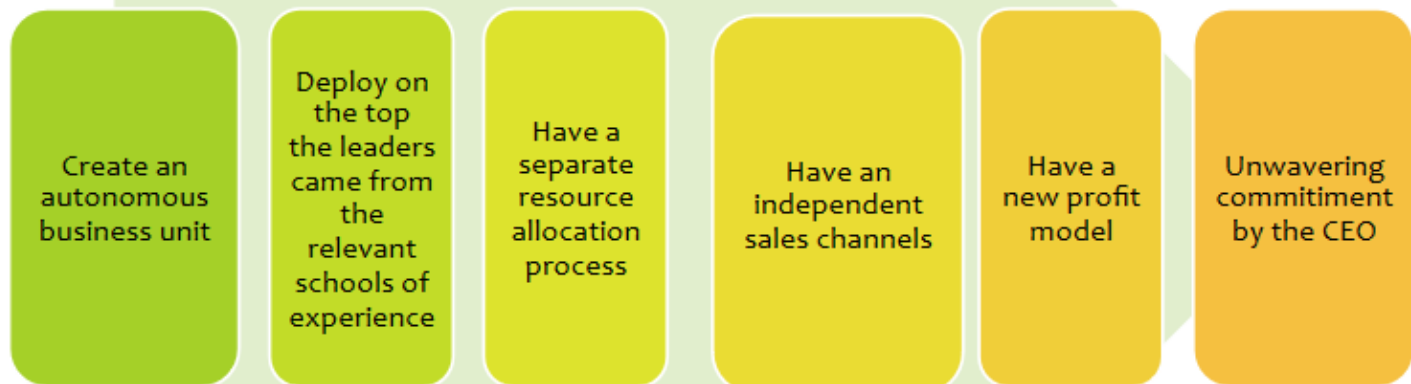 Create an
autonomous
business unit
Deploy on
the top
the leaders
came from
the
relevant
schools of
experience
Have a
separate
resource
allocation
process
Have an
independent
sales channels
Have a
new profit
model
Unwavering
commitiment
by the CEO